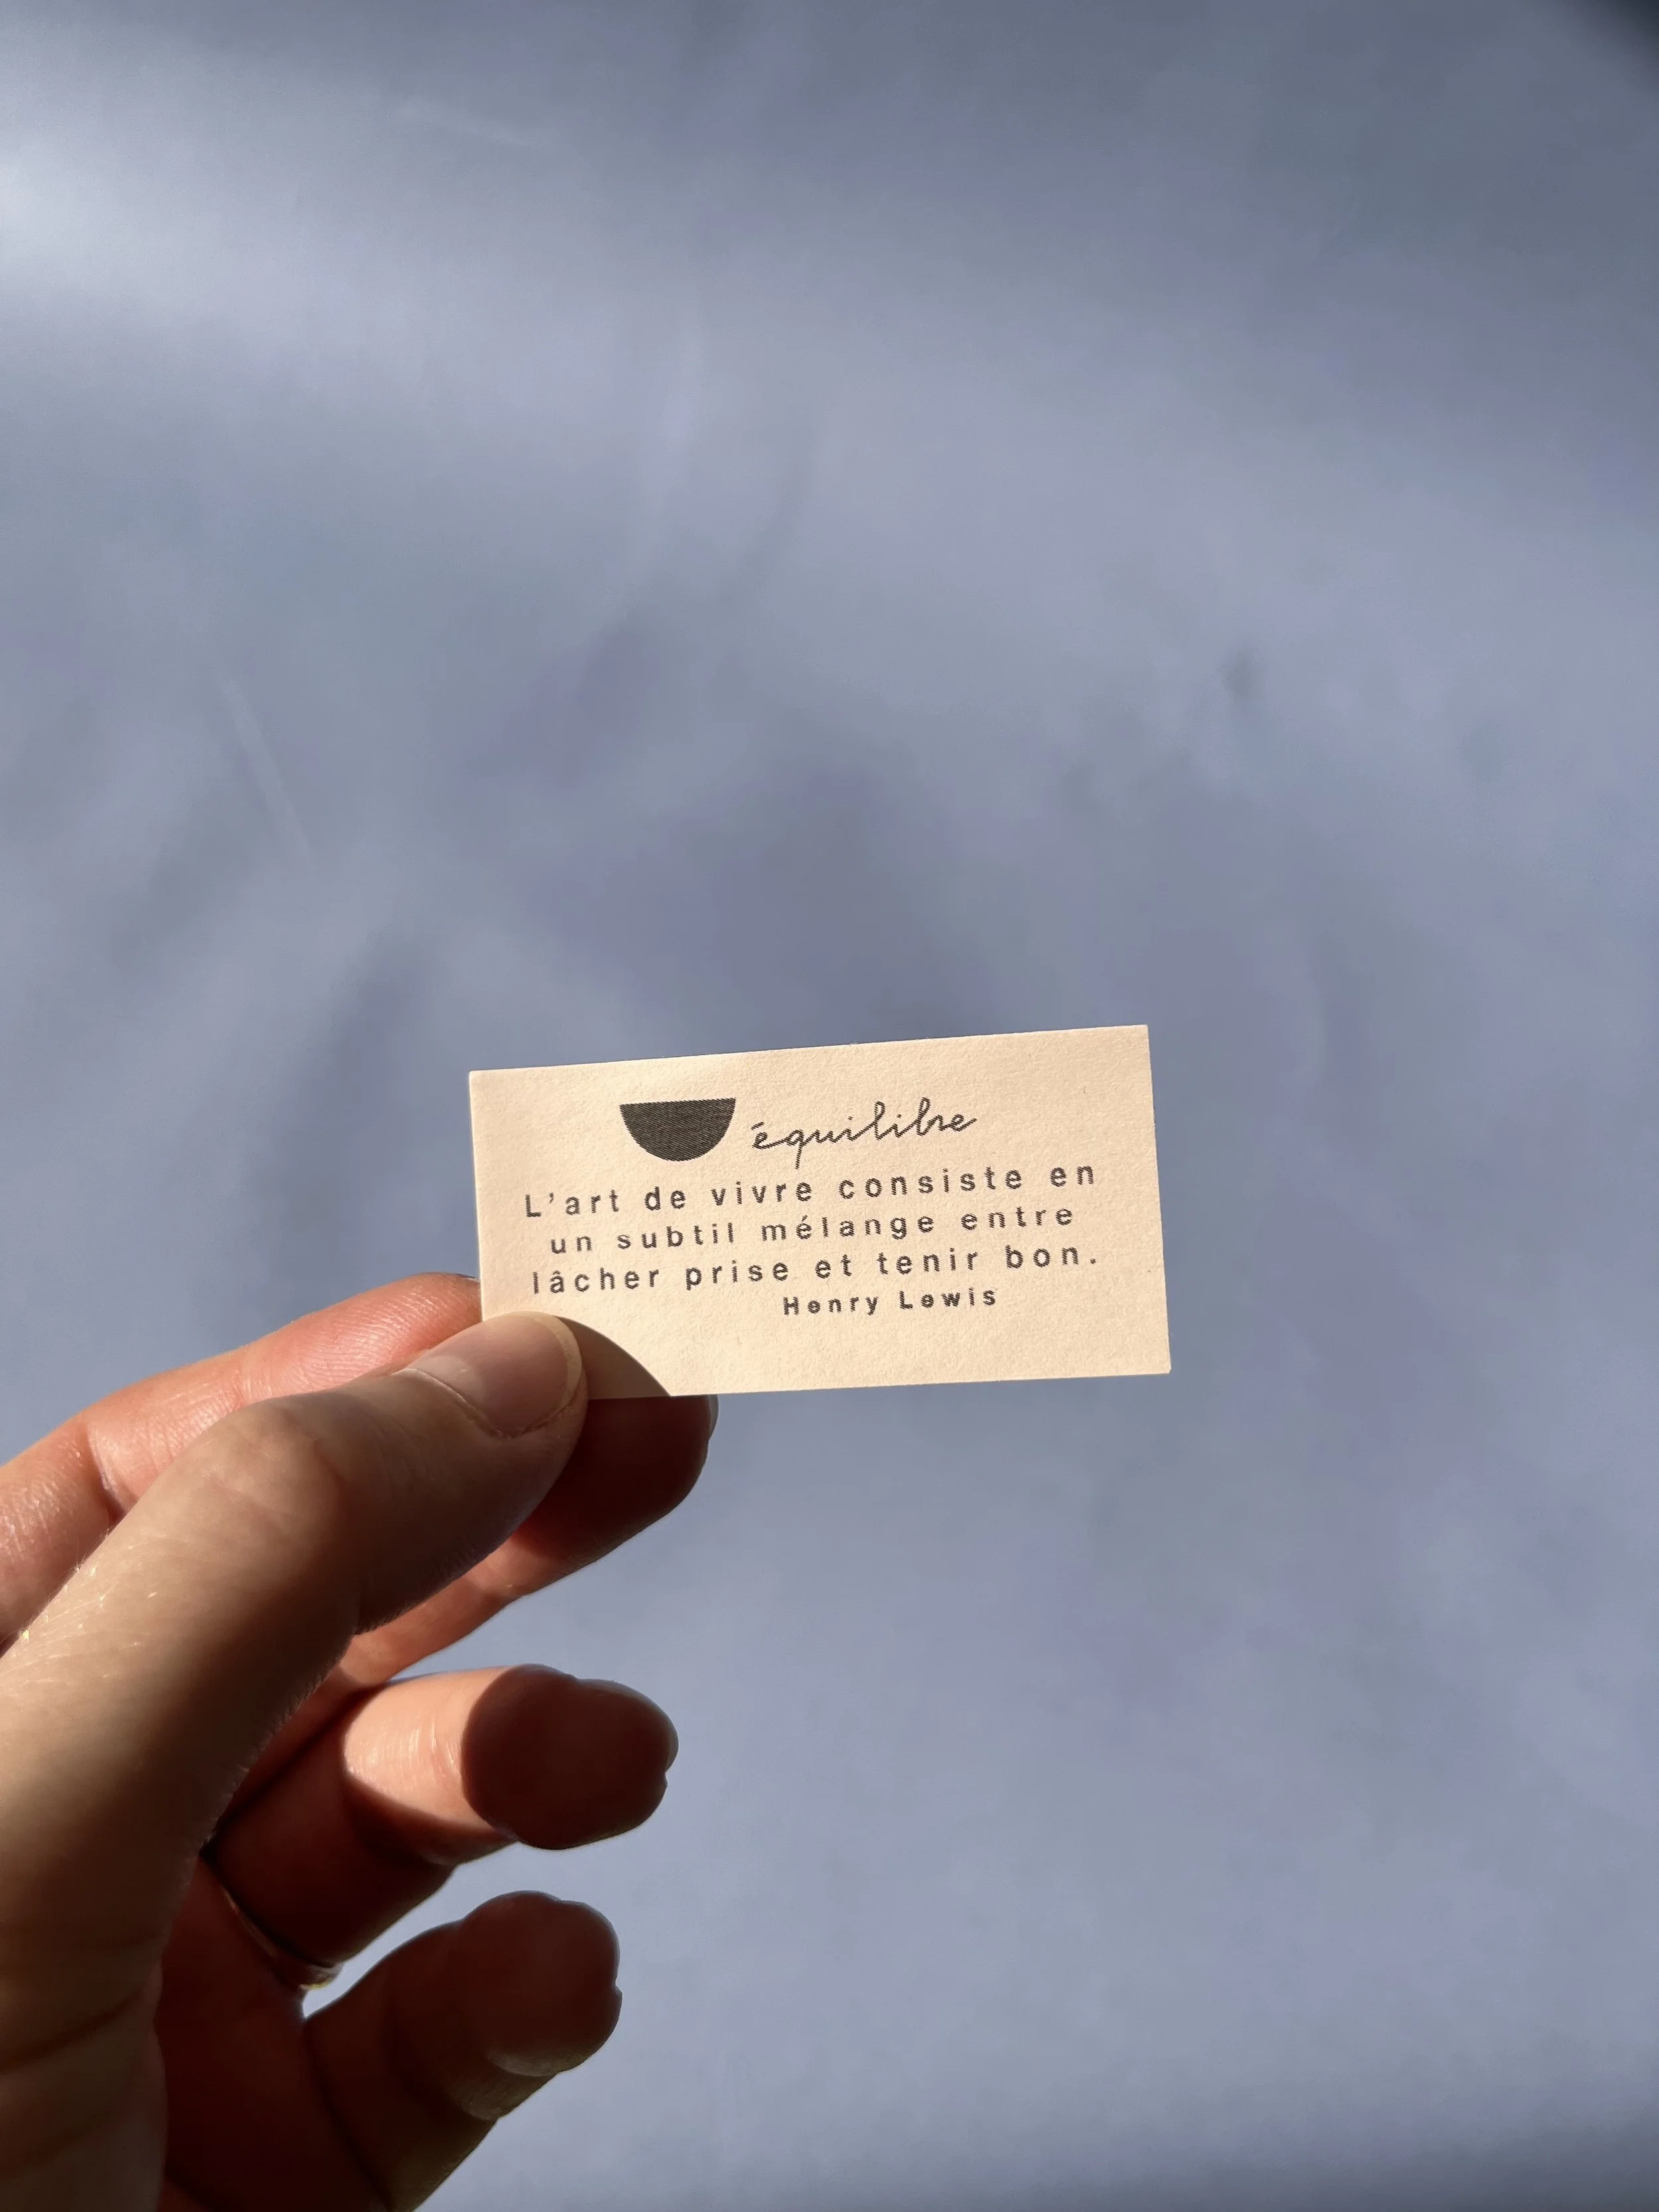 équilibre
L'art de vivre consiste en
un subtil mélange entre
lâcher prise et tenir bon.
Henry Lewis